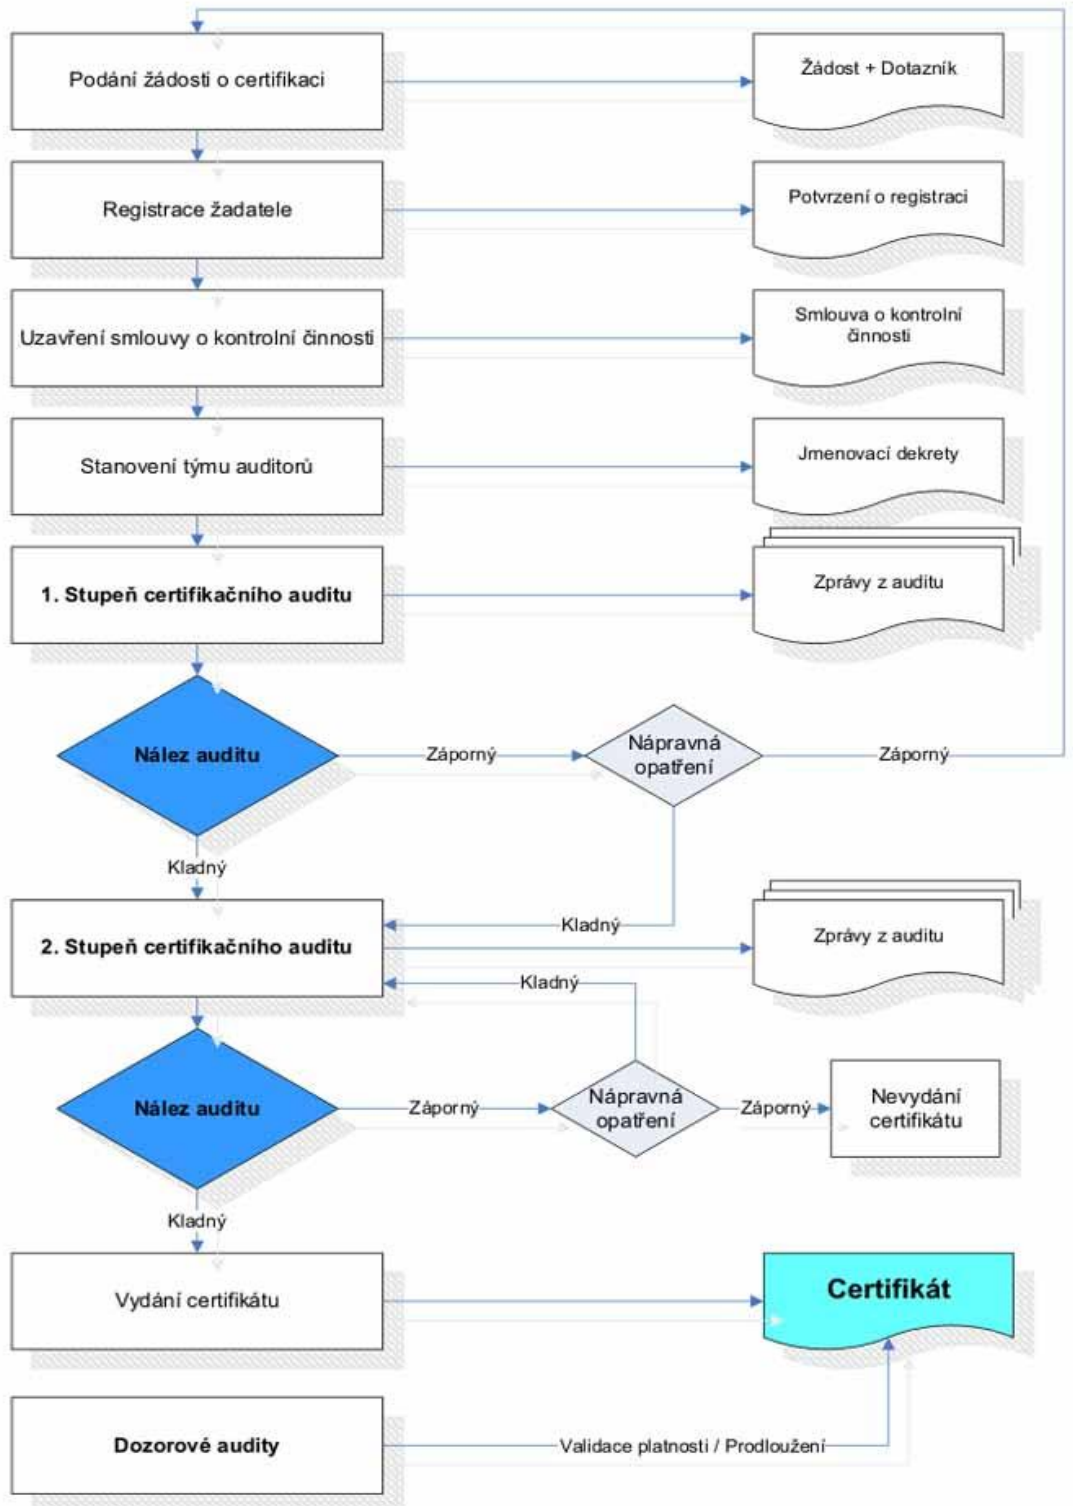 Podání žádosti o certifikaci
Žádost + Dotazník
Registrace žadatele
Potvrzení o registraci
Uzavření smlouvy o kontrolní činnosti
Smlouva o kontrolní
činnosti
Stanovení týmu auditorů
Jmenovací dekrety
1. Stupeň certifikačního auditu
Zprávy z auditu
Nález auditu
Záporný
Nápravná
opatření
Záporný
Kladný
Kladný
2. Stupeň certifikačního auditu
Zprávy z auditu
Kladný
Nález auditu
Záporný
Nápravná
opatření
Záporný
Nevydání
certifikátu
Kladný
Vydání certifikátu
Certifikát
Dozorové audity
Validace platnosti / Prodloužení